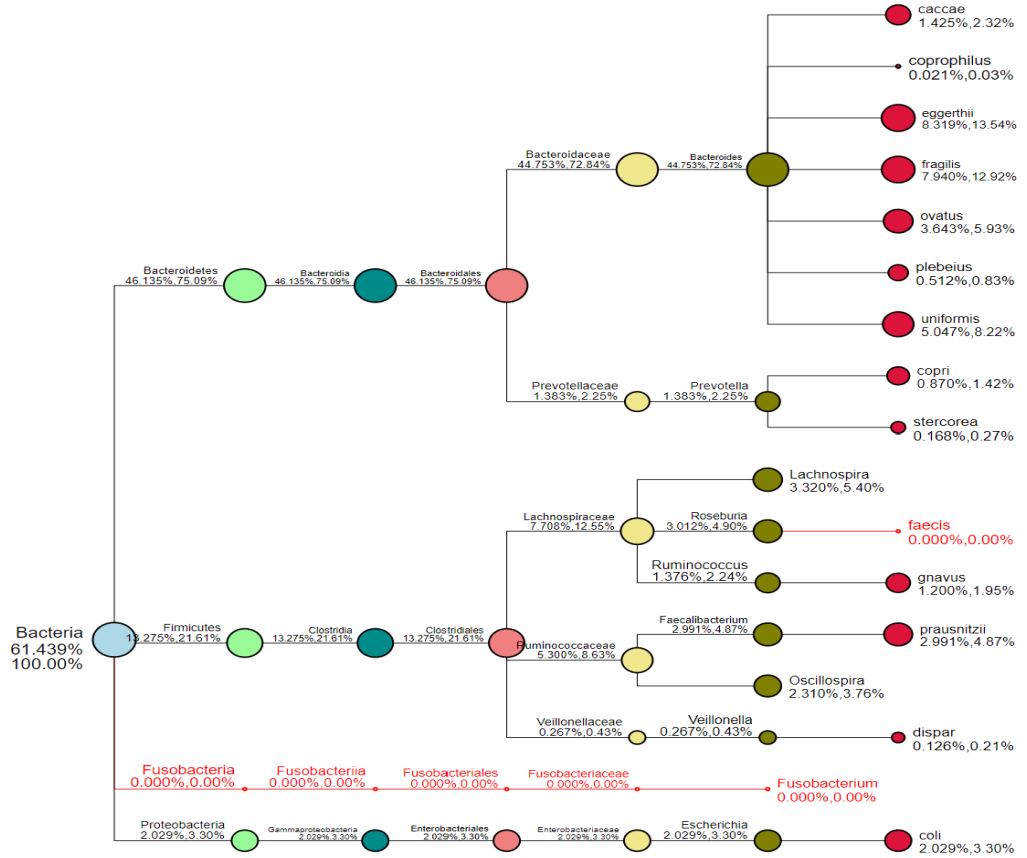 caccae
1.425%,2.32%
coprophilus
0.021%,0.03%
eggerthii
8.319%,13.54%
Bacteroidaceae
44.753%,72.84%
Bacteroides
44.753%,72.84%
fragilis
7.940%,12.92%
ovatus
3.643%,5.93%
plebeius
0.512%,0.83%
Bacteroidetes
46.135%,75.09%
Bacteroidia
46.135%,75.09%
Bacteroidales
46.135%,75.09%
uniformis
5.047%,8.22%
copri
0.870%,1.42%
Prevotellaceae
1.383%,2.25%
Prevotella
1.383%,2.25%
stercorea
0.168%,0.27%
Lachnospira
3.320%,5.40%
Lachnospiraceae
7.708%,12.55%
Roseburia
3.012%,4.90%
faecis
0.000%,0.00%
Ruminococcus
1.376%,2.24%
gnavus
1.200%,1.95%
Bacteria
61.439%
100.00%
Firmicutes
13.275%,21.61%
Clostridia
13.275%,21.61%
Clostridiales
13.275%,21.61%
Faecalibacterium
2.991%,4.87%
prausnitzii
2.991%,4.87%
Ruminococcaceae
5.300%,8.63%
Oscillospira
2.310%,3.76%
Veillonellaceae
0.267%,0.43%
Veillonella
0.267%,0.43%
dispar
0.126%,0.21%
Fusobacteria
0.000%,0.00%
Fusobacteriia
0.000%,0.00%
Fusobacteriales
0.000%,0.00%
Fusobacteriaceae
0.000%,0.00%
Fusobacterium
0.000%,0.00%
Proteobacteria
2.029%,3.30%
Gammaproteobacteria
2.029%,3.30%
Enterobacteriales
2.029%,3.30%
Enterobacteriaceae
2.029%,3.30%
Escherichia
2.029%,3.30%
coli
2.029%,3.30%